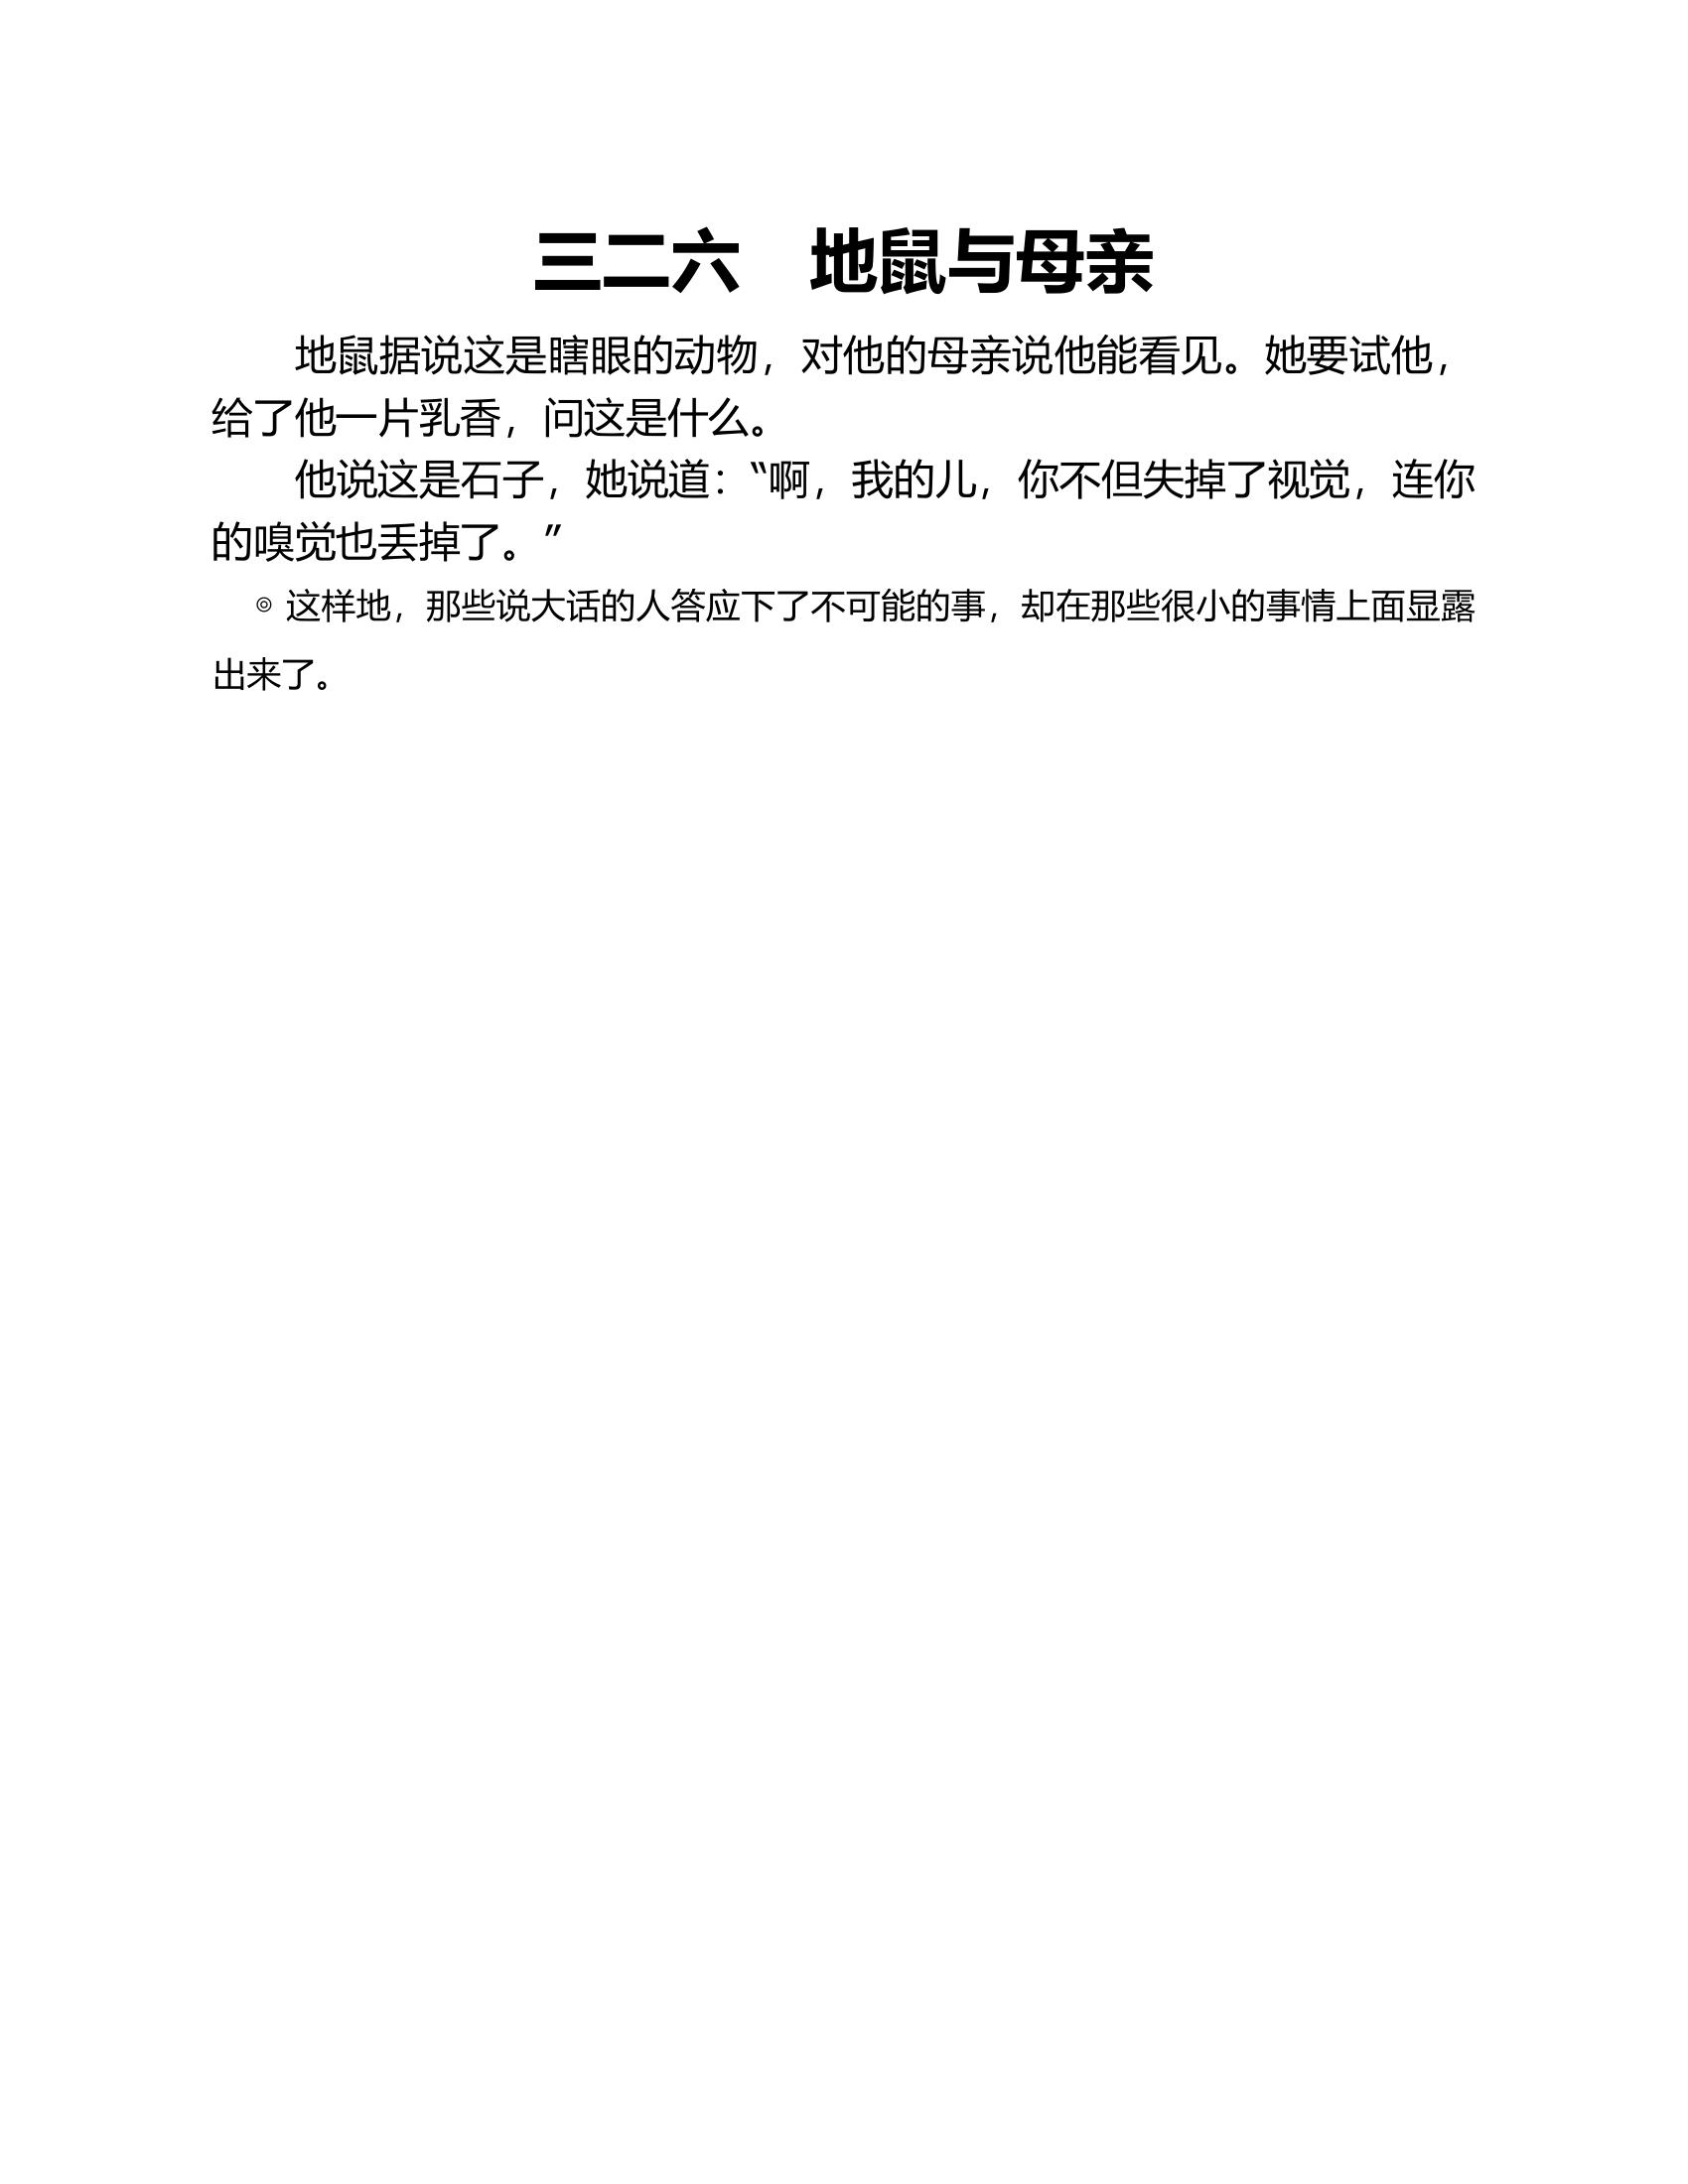 三二六　地鼠与母亲
地鼠据说这是瞎眼的动物，对他的母亲说他能看见。她要试他，
给了他一片乳香，问这是什么。
他说这是石子，她说道：“啊，我的儿，你不但失掉了视觉，连你
的嗅觉也丢掉了。”
◎ 这样地，那些说大话的人答应下了不可能的事，却在那些很小的事情上面显露
出来了。